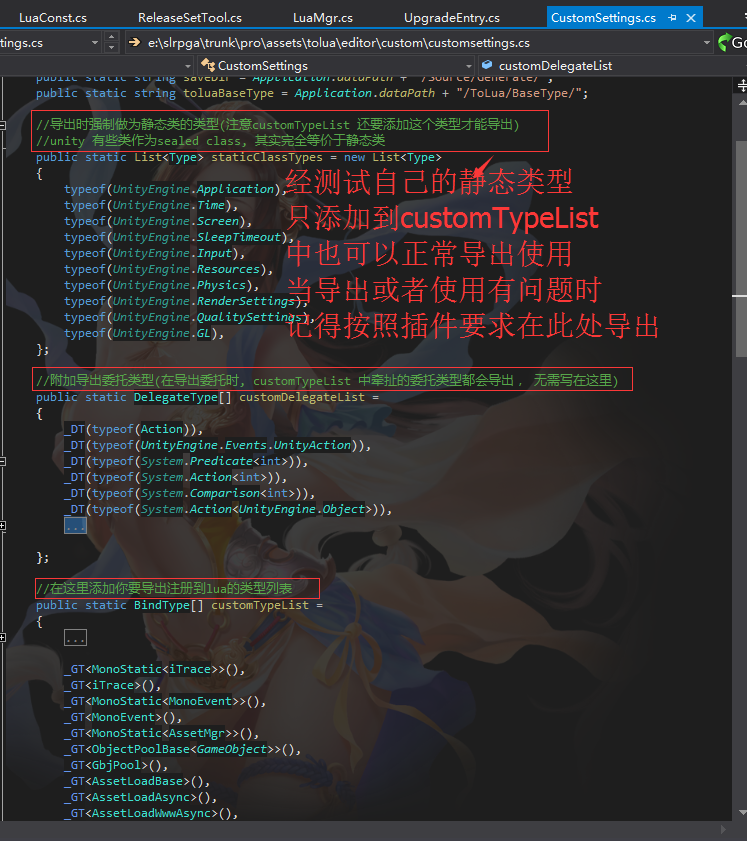 LuaConst.cs ReleaseSetTool.cs LuaMgr.cs UpgradeEntry.cs CustomSettings.cs
tings.cs e:\slrpga\trunk\pro\assets\tolua\editor\custom\customsettings.cs Go
CustomSettings customDelegateList
public static string saveDir = Application.dataPath + "/Source/Generate/";
public static string toluaBaseType = Application.dataPath + "/ToLua/BaseType/";
//导出时强制做为静态类的类型(注意customTypeList 还要添加这个类型才能导出)
//unity 有些类作为sealed class, 其实完全等价于静态类
public static List<Type> staticClassTypes = new List<Type>
{
typeof(UnityEngine.Application),
typeof(UnityEngine.Time),
typeof(UnityEngine.Screen),
typeof(UnityEngine.SleepTimeout),
typeof(UnityEngine.Input),
typeof(UnityEngine.Resources),
typeof(UnityEngine.Physics),
typeof(UnityEngine.RenderSettings),
typeof(UnityEngine.QualitySettings),
typeof(UnityEngine.GL),
};
经测试自己的静态类型
只添加到customTypeList
中也可以正常导出使用
当导出或者使用有问题时
记得按照插件要求在此处导出
//附加导出委托类型(在导出委托时, customTypeList 中牵扯的委托类型都会导出， 无需写在这里)
public static DelegateType[] customDelegateList =
{
_DT(typeof(Action)),
_DT(typeof(UnityEngine.Events.UnityAction)),
_DT(typeof(System.Predicate<int>)),
_DT(typeof(System.Action<int>)),
_DT(typeof(System.Comparison<int>)),
_DT(typeof(System.Action<UnityEngine.Object>)),
...
};
//在这里添加你要导出注册到lua的类型列表
public static BindType[] customTypeList =
{
...
_GT<MonoStatic<iTrace>>(),
_GT<iTrace>(),
_GT<MonoStatic<MonoEvent>>(),
_GT<MonoEvent>(),
_GT<MonoStatic<AssetMgr>>(),
_GT<ObjectPoolBase<GameObject>>(),
_GT<GbjPool>(),
_GT<AssetLoadBase>(),
_GT<AssetLoadAsync>(),
_GT<AssetLoadWwwAsync>(),